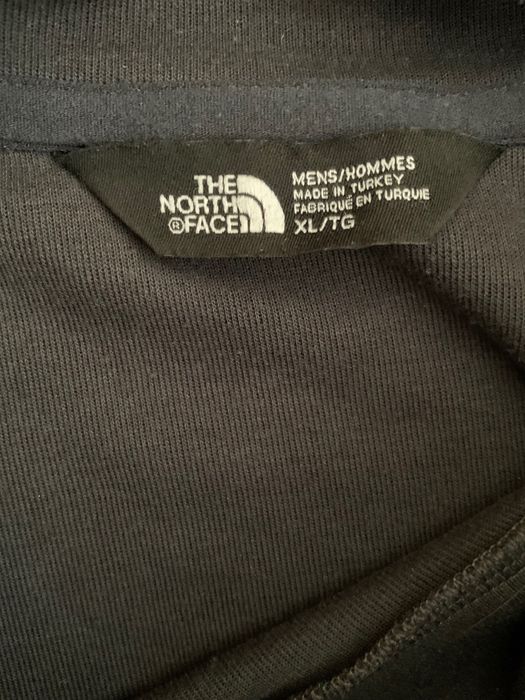 THE
NORTH
®FACE
MENS/HOMMES
MADE IN TURKEY
FABRIQUÉ EN TURQUIE
XL/TG